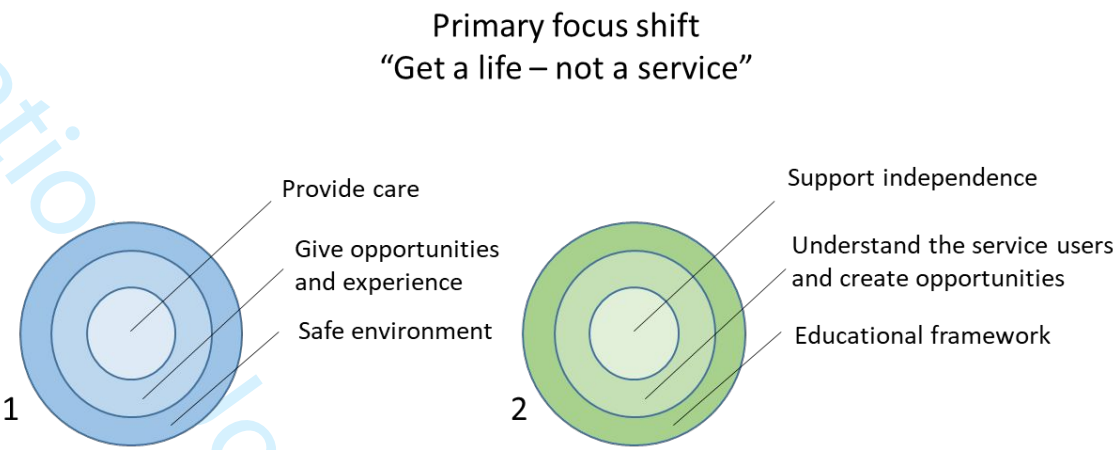 Primary focus shift
“Get a life – not a service”
Provide care
Give opportunities
and experience
Safe environment
1
Support independence
Understand the service users
and create opportunities
Educational framework
2